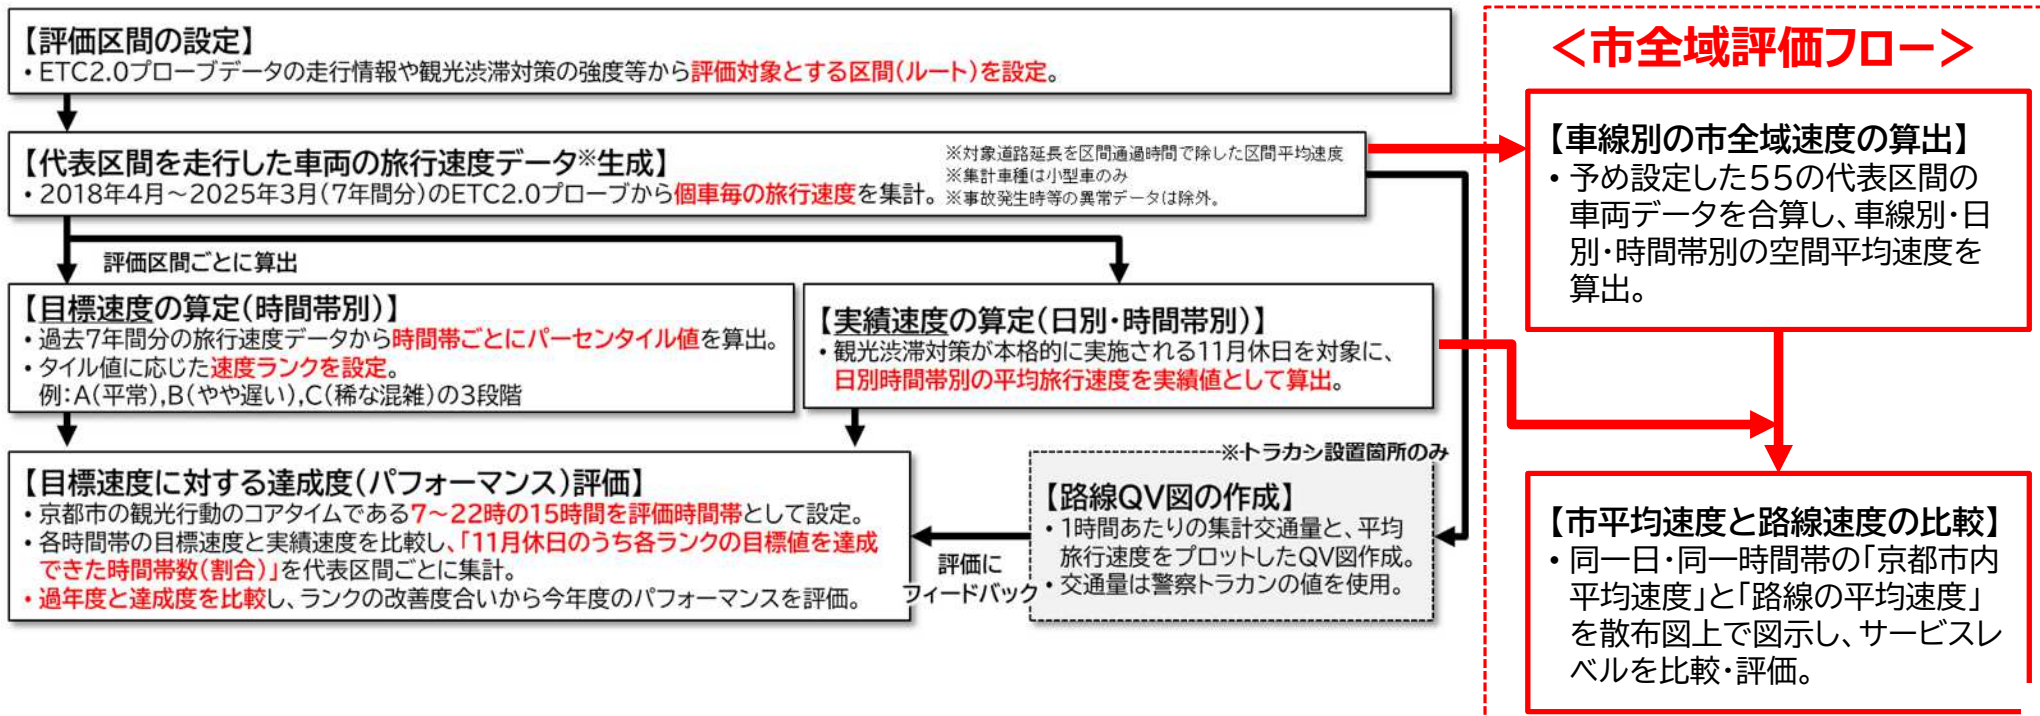 【評価区間の設定】
・ETC2.0プローブデータの走行情報や観光渋滞対策の強度等から評価対象とする区間(ルート)を設定。
【代表区間を走行した車両の旅行速度データ※生成】
・2018年4月～2025年3月(7年間分)のETC2.0プローブから個車毎の旅行速度を集計。
※対象道路延長を区間通過時間で除した区間平均速度
※集計車種は小型車のみ
※事故発生時等の異常データは除外。
評価区間ごとに算出
【目標速度の算定(時間帯別)】
・過去7年間分の旅行速度データから時間帯ごとにパーセンタイル値を算出。
・タイル値に応じた速度ランクを設定。
例:A(平常),B(やや遅い),C(稀な混雑)の3段階
【実績速度の算定(日別・時間帯別)】
・観光渋滞対策が本格的に実施される11月休日を対象に、
日別時間帯別の平均旅行速度を実績値として算出。
【目標速度に対する達成度(パフォーマンス)評価】
・京都市の観光行動のコアタイムである7～22時の15時間を評価時間帯として設定。
・各時間帯の目標速度と実績速度を比較し、「11月休日のうち各ランクの目標値を達成
できた時間帯数(割合)」を代表区間ごとに集計。
・過年度と達成度を比較し、ランクの改善度合いから今年度のパフォーマンスを評価。
評価に
フィードバック
※トラカン設置箇所のみ
【路線QV図の作成】
・1時間あたりの集計交通量と、平均
旅行速度をプロットしたQV図作成。
・交通量は警察トラカンの値を使用。
＜市全域評価フロー＞
【車線別の市全域速度の算出】
・予め設定した55の代表区間の
車両データを合算し、車線別・日
別・時間帯別の空間平均速度を
算出。
【市平均速度と路線速度の比較】
・同一日・同一時間帯の「京都市内
平均速度」と「路線の平均速度」
を散布図上で図示し、サービスレ
ベルを比較・評価。